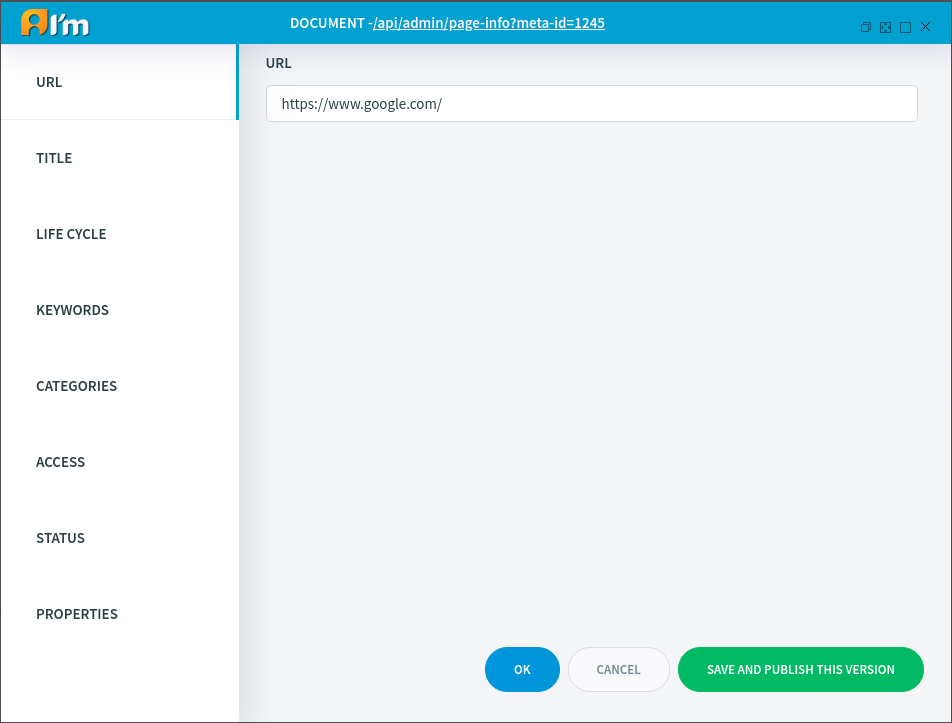 AI'm
DOCUMENT -/api/admin/page-info?meta-id=1245
URL
TITLE
LIFE CYCLE
KEYWORDS
CATEGORIES
ACCESS
STATUS
PROPERTIES
URL
https://www.google.com/
OK
CANCEL
SAVE AND PUBLISH THIS VERSION